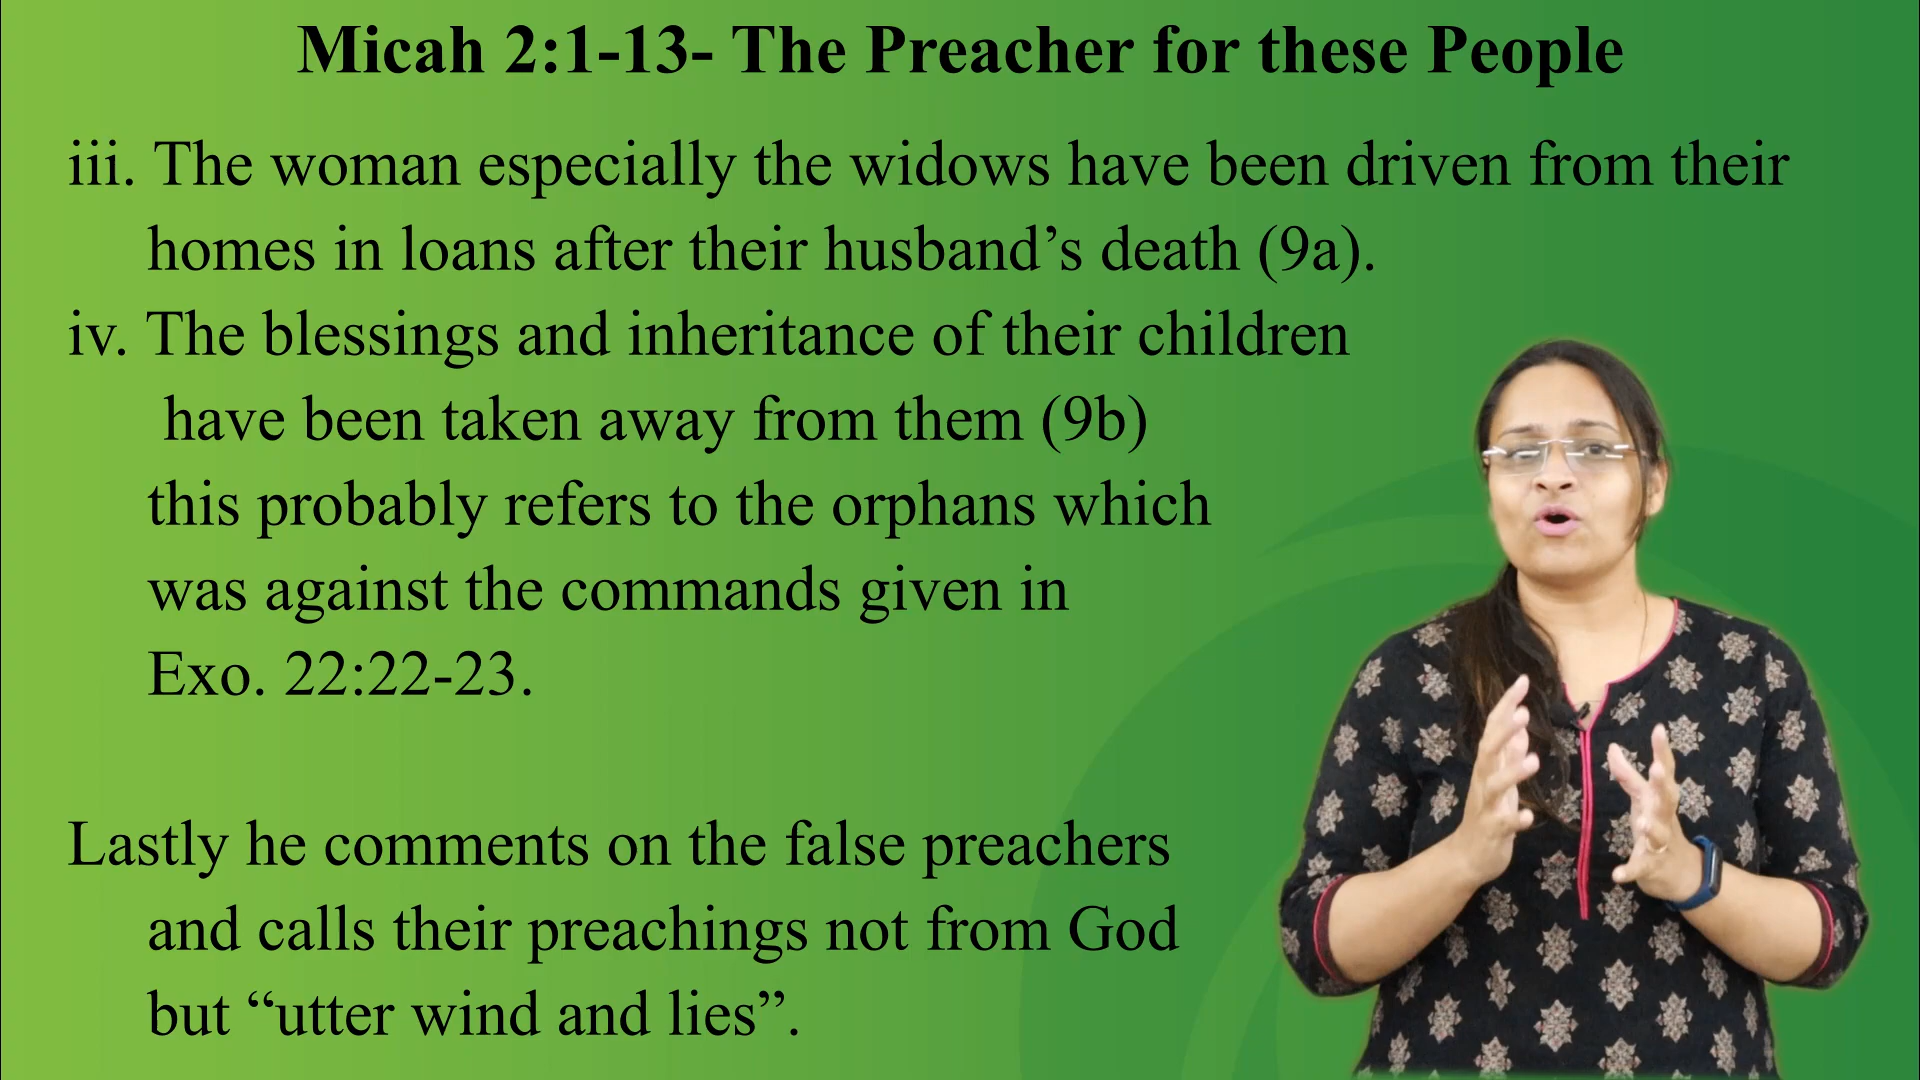 Micah 2:1-13- The Preacher for these People
iii. The woman especially the widows have been driven from their
homes in loans after their husband’s death (9a).
iv. The blessings and inheritance of their children
have been taken away from them (9b)
this probably refers to the orphans which
was against the commands given in
Exo. 22:22-23.
Lastly he comments on the false preachers
and calls their preachings not from God
but “utter wind and lies”.